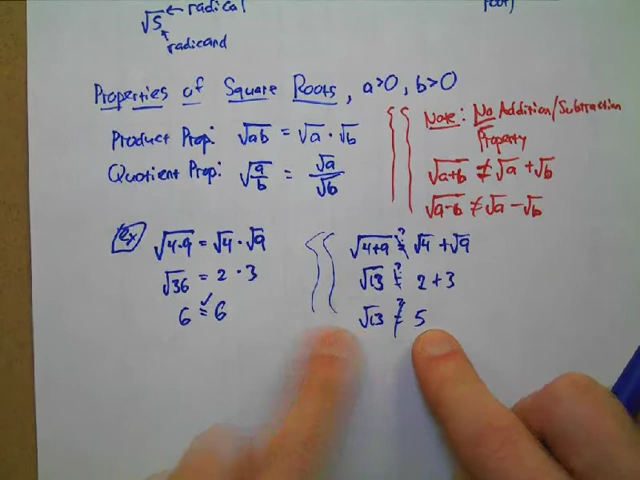 √5 ← radical
radicand
Properties of Square Roots, a>0, b>0
Product Prop: √ab = √a · √b
Quotient Prop: √(a/b) = √a/√b
Note: No Addition/Subtraction
Property
√a+b ≠ √a + √b
√a-b ≠ √a - √b
Ex
√4·9 = √4 · √9
√36 = 2 · 3
6 =✓ 6
√4+9 ≟ √4 + √9
√13 ≟ 2 + 3
√13 ≠? 5